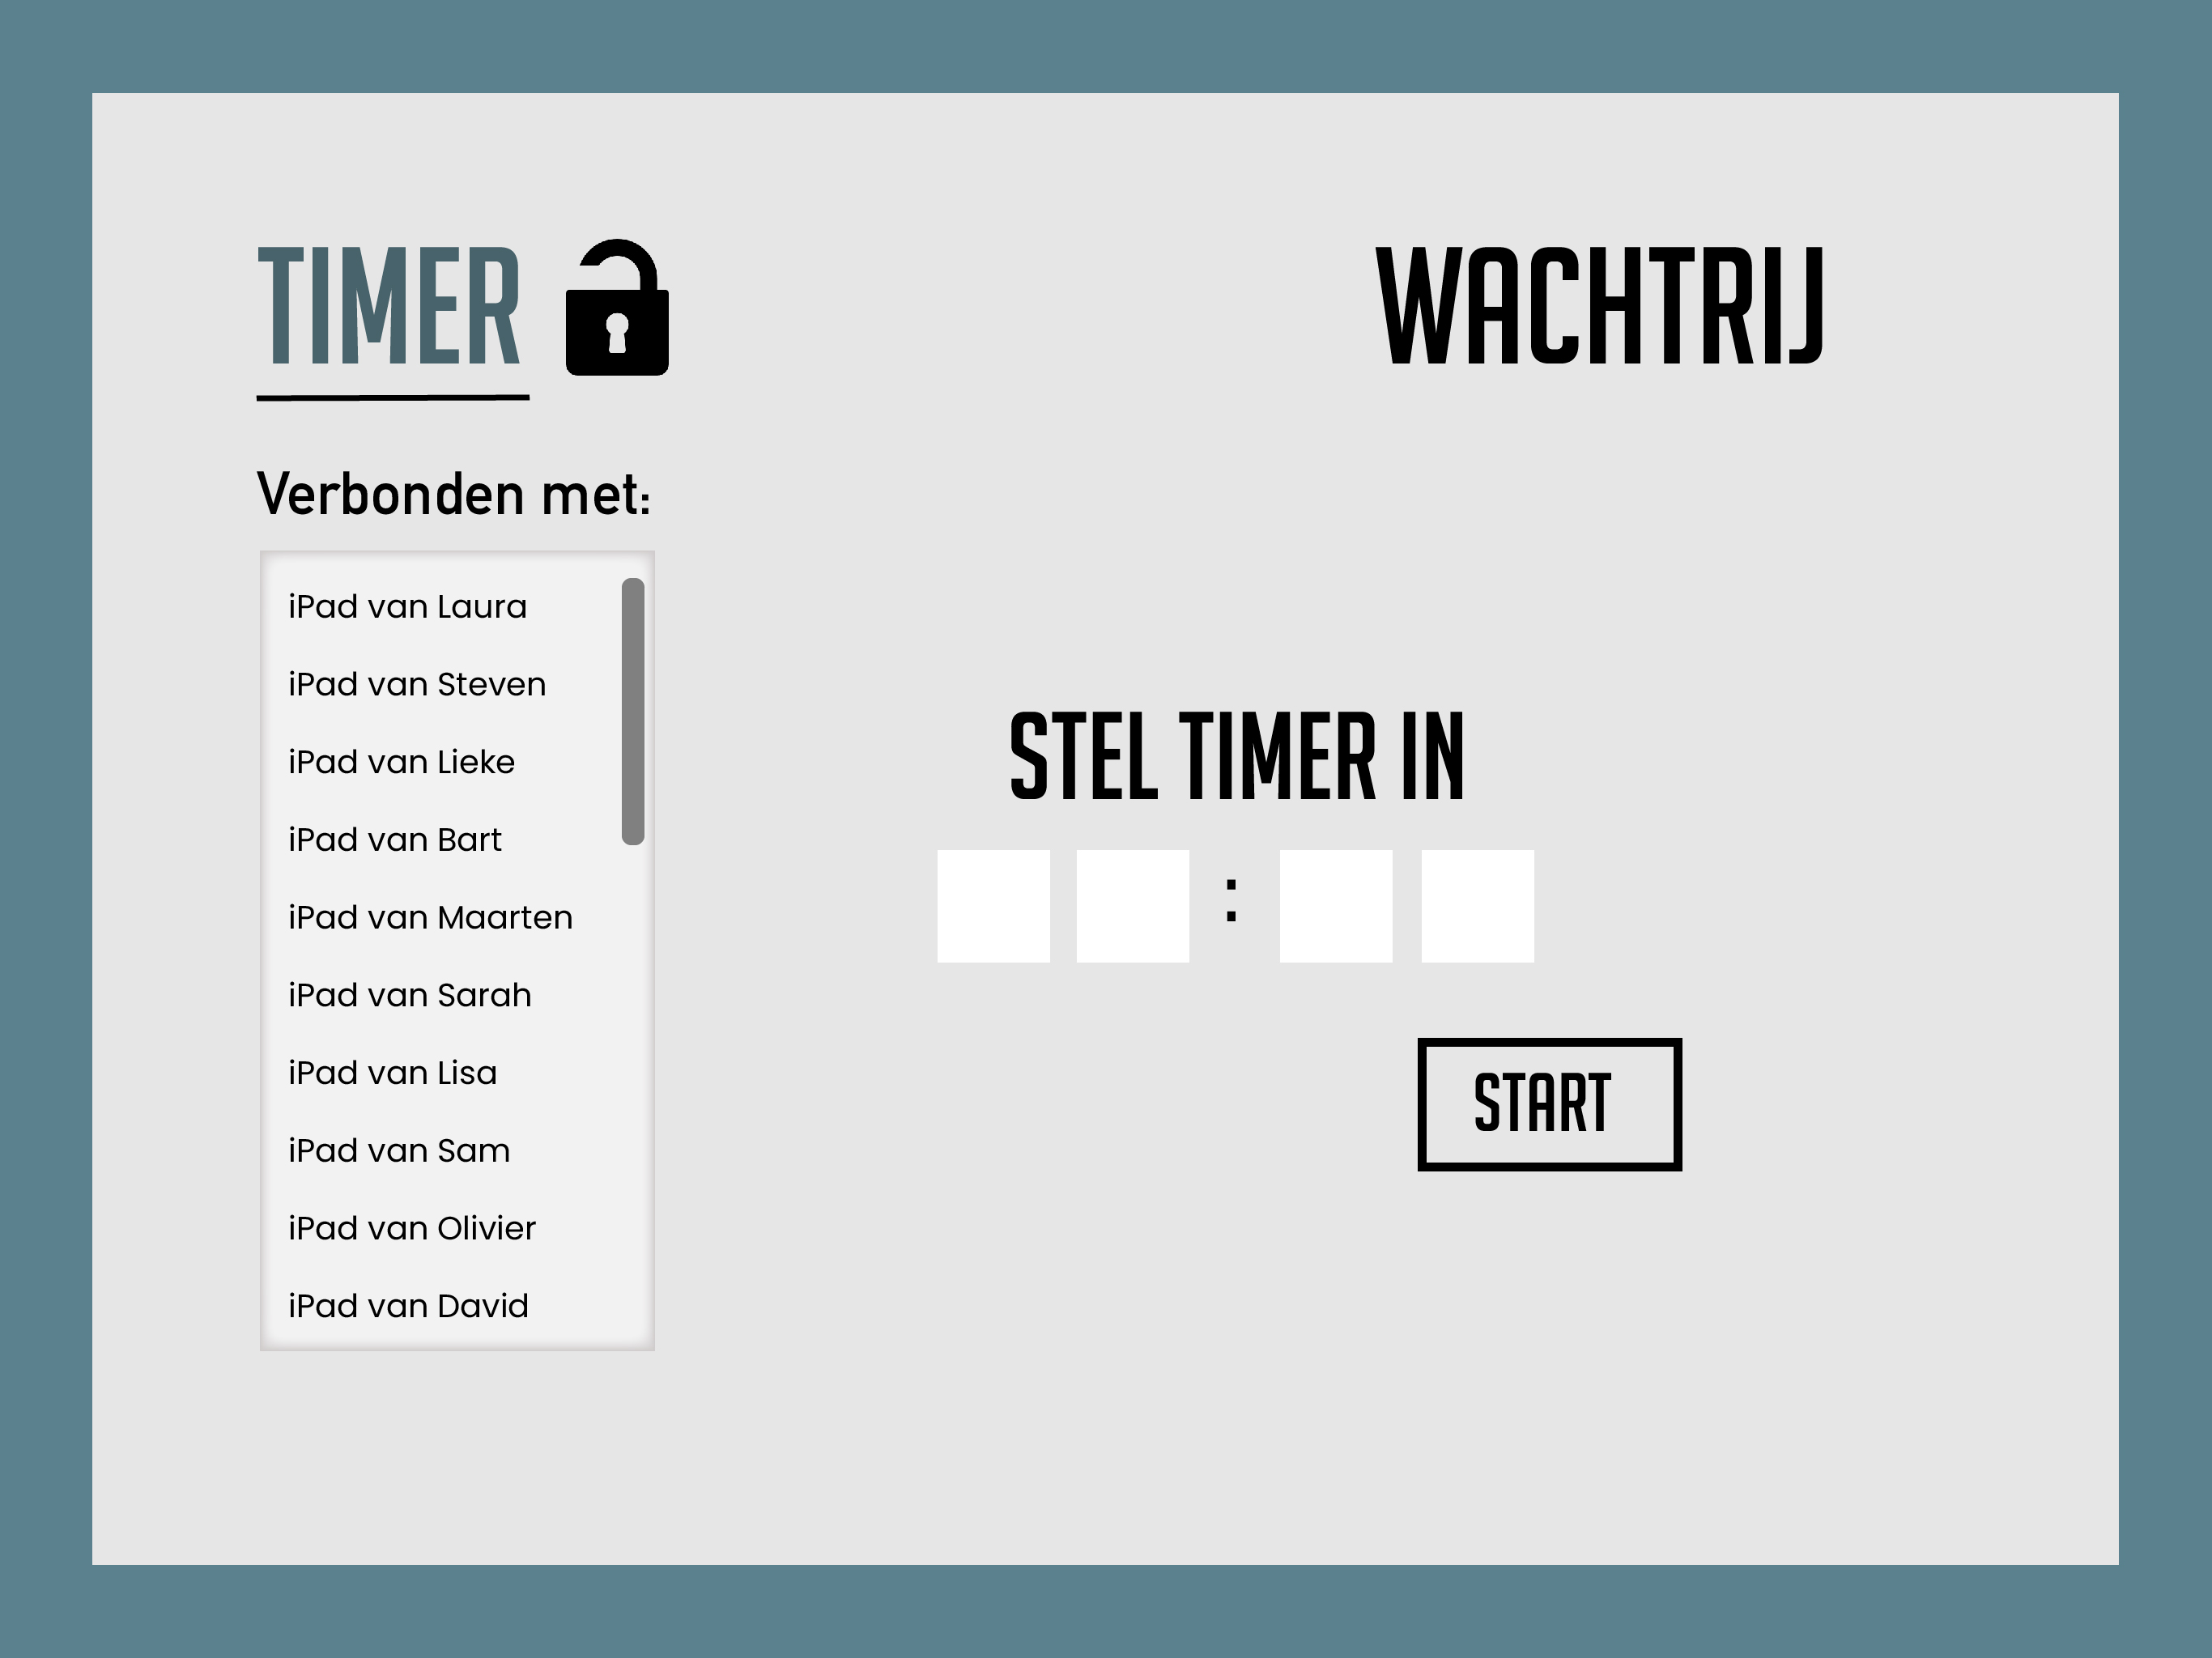 TIMER
WACHTRIJ
Verbonden met:
iPad van Laura
iPad van Steven
iPad van Lieke
iPad van Bart
iPad van Maarten
iPad van Sarah
iPad van Lisa
iPad van Sam
iPad van Olivier
iPad van David
STEL TIMER IN
:
START